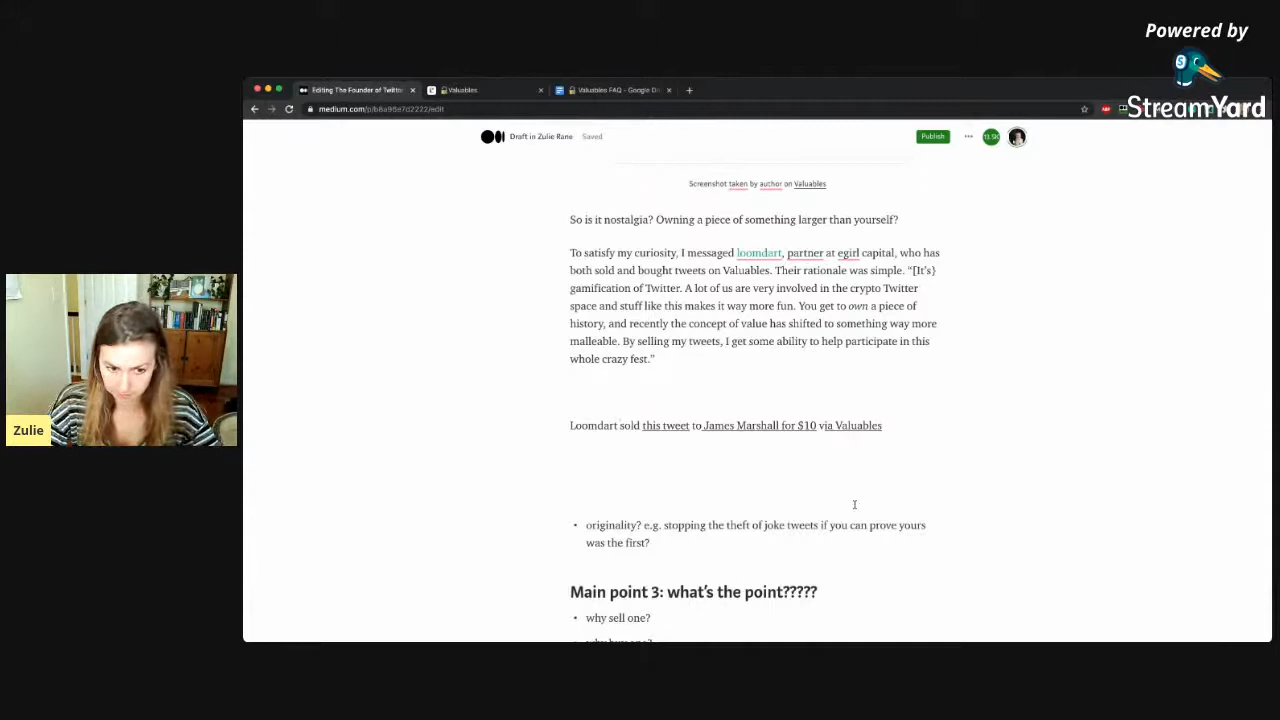 Powered by
StreamYard
Editing The Founder of Twitter
Valuables
Valuables FAQ - Google Do
medium.com/p/b8a95e7d2222/edit
Draft in Zulie Rane Saved
Publish
Screenshot taken by author on Valuables
So is it nostalgia? Owning a piece of something larger than yourself?
To satisfy my curiosity, I messaged loomdart, partner at egirl capital, who has
both sold and bought tweets on Valuables. Their rationale was simple. “[It’s}
gamification of Twitter. A lot of us are very involved in the crypto Twitter
space and stuff like this makes it way more fun. You get to own a piece of
history, and recently the concept of value has shifted to something way more
malleable. By selling my tweets, I get some ability to help participate in this
whole crazy fest.”
Zulie
Loomdart sold this tweet to James Marshall for $10 via Valuables
• originality? e.g. stopping the theft of joke tweets if you can prove yours
was the first?
Main point 3: what’s the point?????
• why sell one?